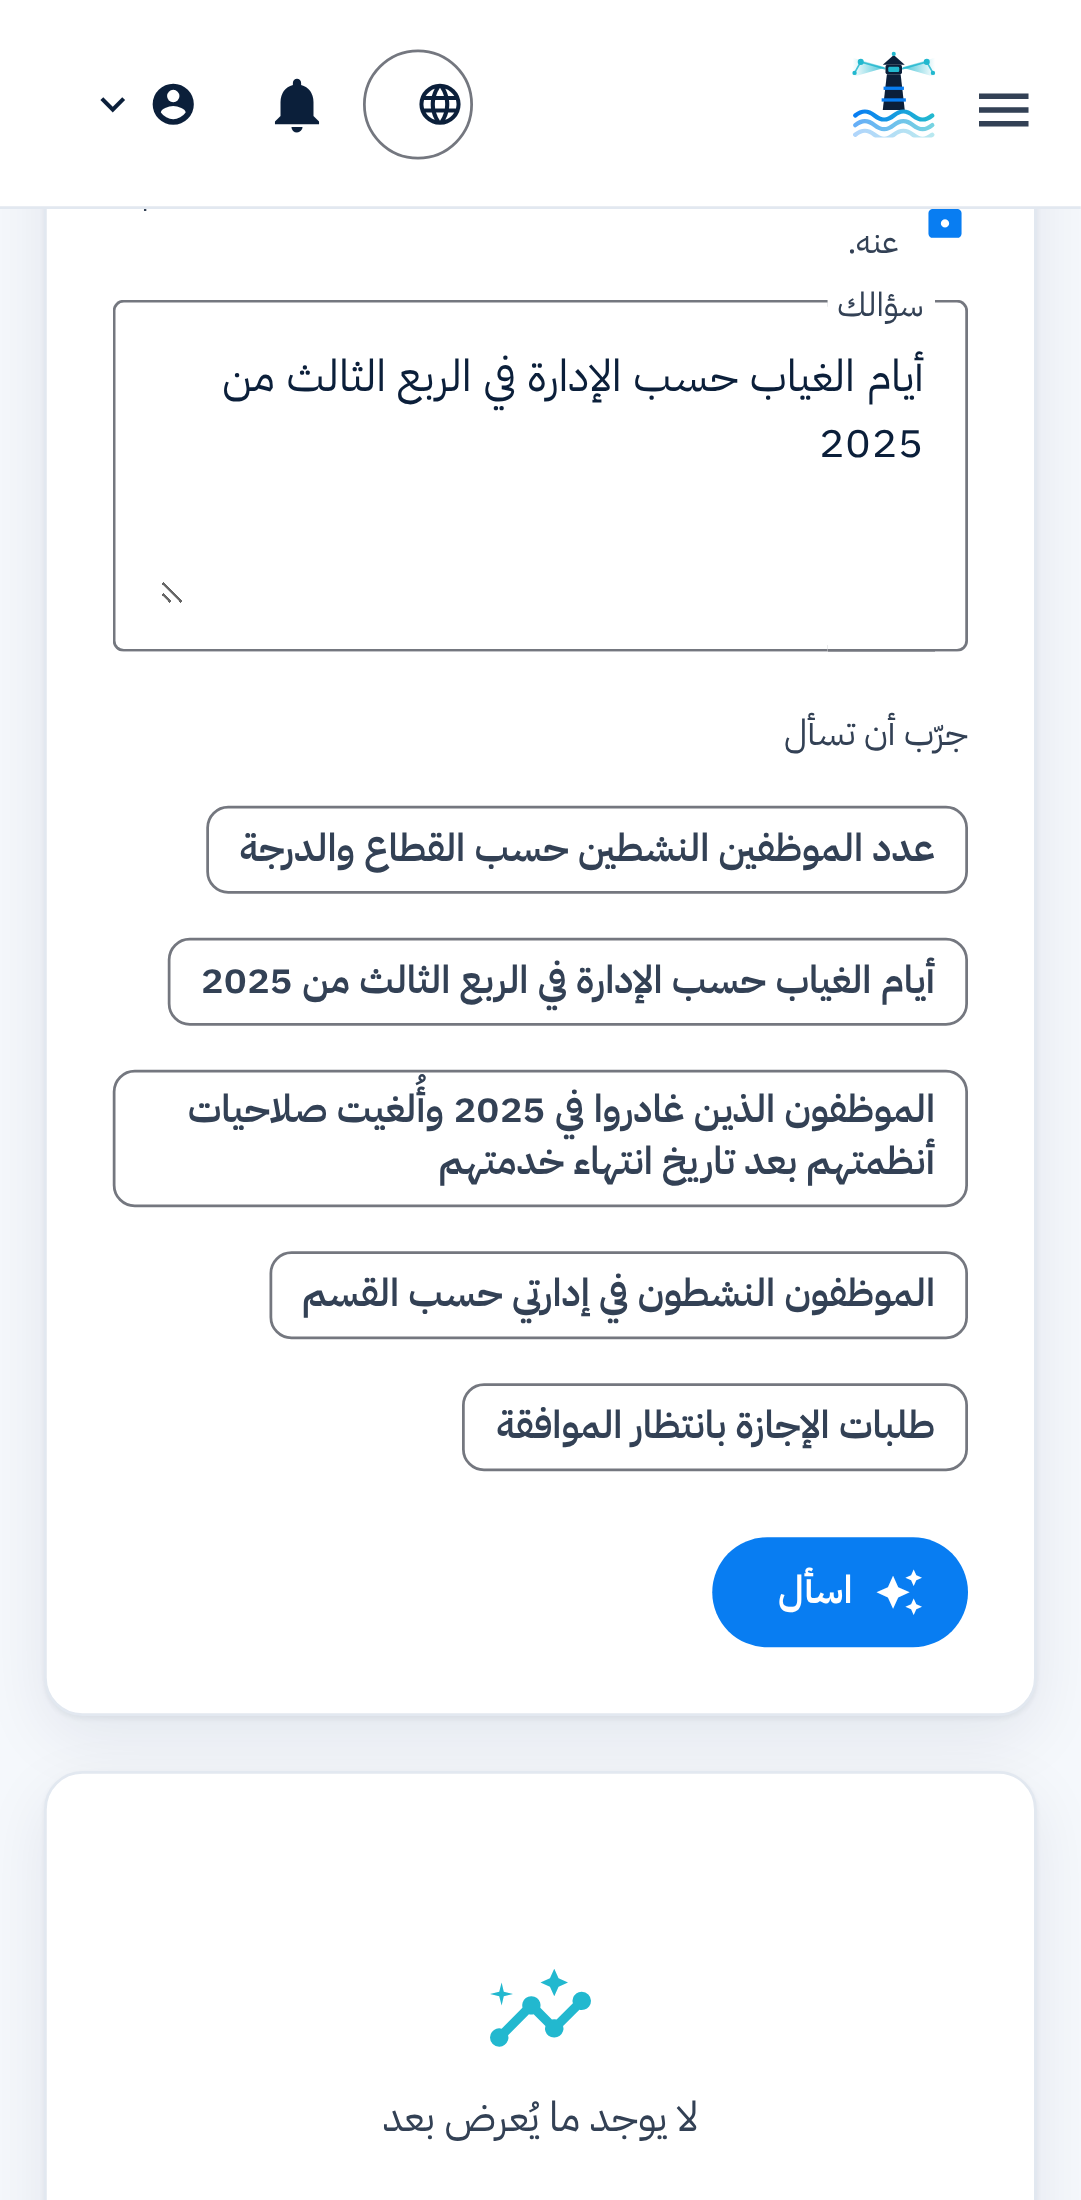 عنه.
سؤالك
أيام الغياب حسب الإدارة في الربع الثالث من
2025
جرّب أن تسأل
عدد الموظفين النشطين حسب القطاع والدرجة
أيام الغياب حسب الإدارة في الربع الثالث من 2025
الموظفون الذين غادروا في 2025 وأُلغيت صلاحيات
أنظمتهم بعد تاريخ انتهاء خدمتهم
الموظفون النشطون في إدارتي حسب القسم
طلبات الإجازة بانتظار الموافقة
اسأل
لا يوجد ما يُعرض بعد